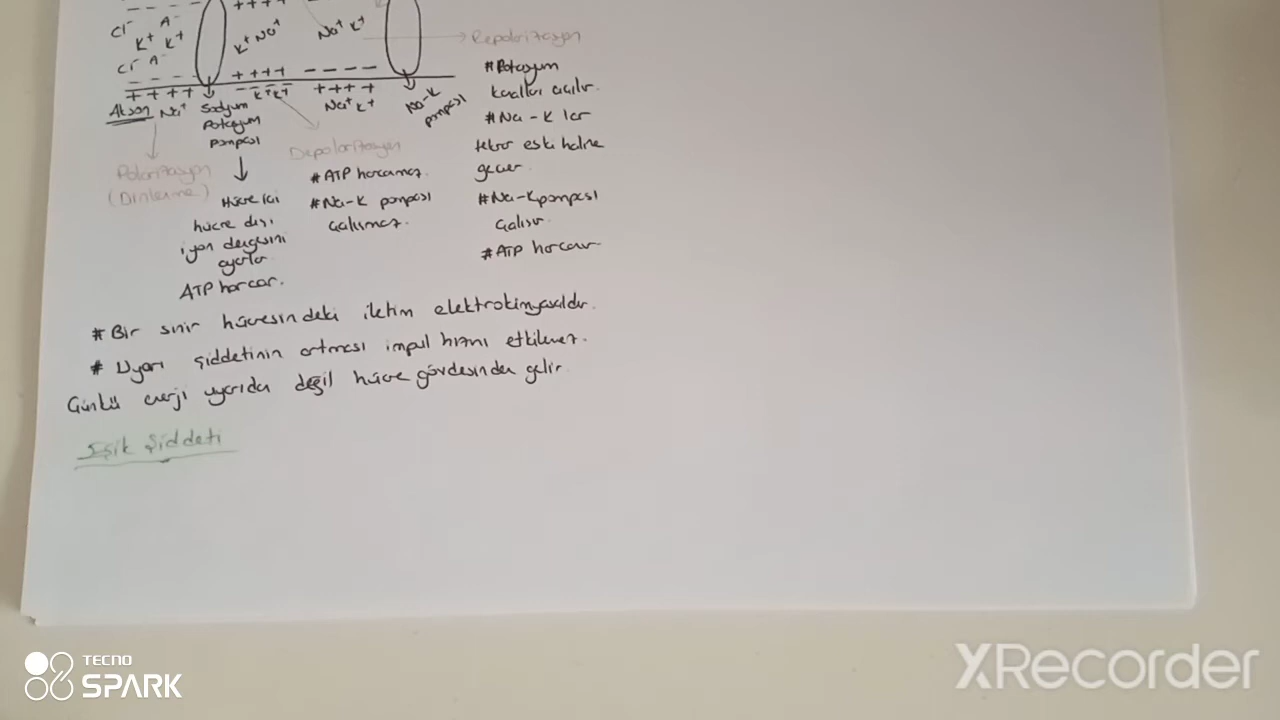 Cl⁻ A⁻
K⁺ K⁺
Cl⁻ A⁻
- - - -
++++
K⁺ Na⁺
Na⁺ K⁺
++++ - - - -
++++ - - - - ++++
K⁺ K⁺
Akson Na⁺
Na⁺ K⁺
Sodyum
Potasyum
pompası
Na-K
pompası
Polarizasyon
(Dinlenme)
Hücre içi
hücre dışı
iyon dengesini
ayarlar
ATP harcar.
Depolarizasyon
#ATP harcamaz.
#Na-K pompası
çalışmaz.
Repolarizasyon
#Potasyum
kanalları açılır.
#Na-K lar
tekrar eski haline
geçer
#Na-K pompası
çalışır
#ATP harcanır
# Bir sinir hücresindeki iletim elektrokimyasaldır.
# Uyarı şiddetinin artması impul hızını etkilemez.
Günkü enerji uyarıdan değil hücre gövdesinden gelir.
Eşik Şiddeti
TECNO
SPARK
XRecorder